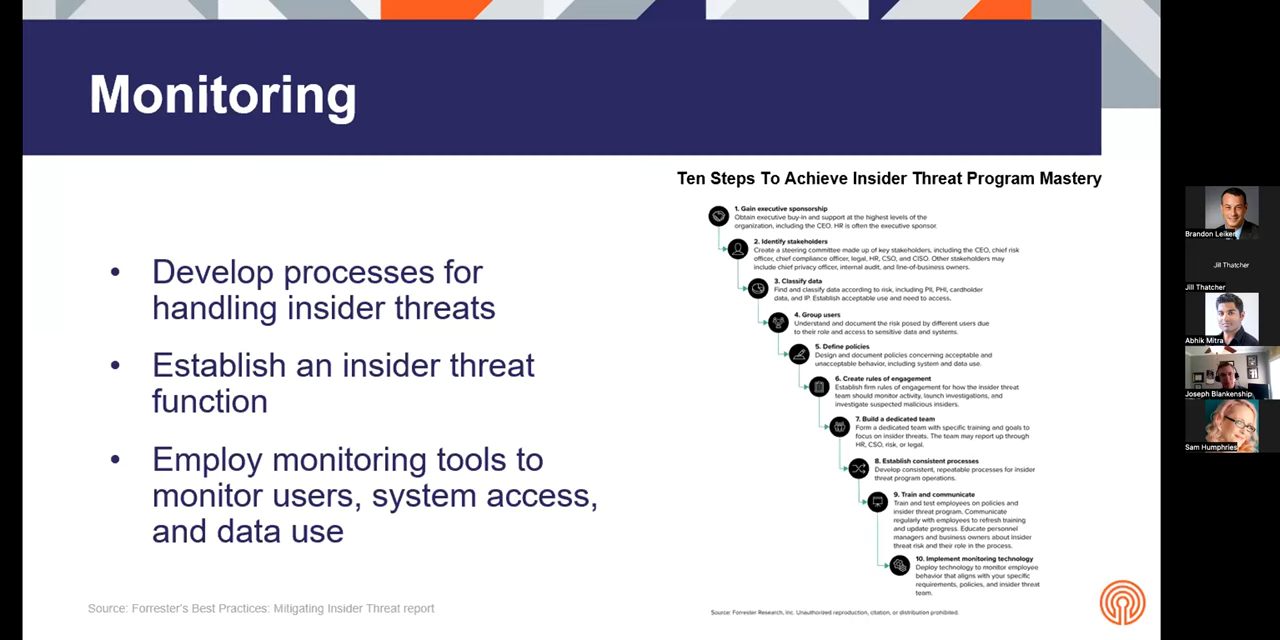 Monitoring
• Develop processes for
handling insider threats
• Establish an insider threat
function
• Employ monitoring tools to
monitor users, system access,
and data use
Source: Forrester's Best Practices: Mitigating Insider Threat report
Ten Steps To Achieve Insider Threat Program Mastery
1. Gain executive sponsorship
Obtain executive buy-in and support at the highest levels of the
organization, including the CEO. HR is often the executive sponsor.
2. Identify stakeholders
Create a steering committee made up of key stakeholders, including the CEO, chief risk
officer, chief compliance officer, legal, HR, CSO, and CISO. Other stakeholders may
include chief privacy officer, internal audit, and line-of-business owners.
3. Classify data
Find and classify data according to risk, including PII, PHI, cardholder
data, and IP. Establish acceptable use and need to access.
4. Group users
Understand and document the risk posed by different users due
to their role and access to sensitive data and systems.
5. Define policies
Design and document policies concerning acceptable and
unacceptable behavior, including system and data use.
6. Create rules of engagement
Establish firm rules of engagement for how the insider threat
team should monitor activity, launch investigations, and
investigate suspected malicious insiders.
7. Build a dedicated team
Form a dedicated team with specific training and goals to
focus on insider threats. The team may report up through
HR, CSO, risk, or legal.
8. Establish consistent processes
Develop consistent, repeatable processes for insider
threat program operations.
9. Train and communicate
Train and test employees on policies and
insider threat program. Communicate
regularly with employees to refresh training
and update progress. Educate personnel
managers and business owners about insider
threat risk and their role in the process.
10. Implement monitoring technology
Deploy technology to monitor employee
behavior that aligns with your specific
requirements, policies, and insider threat
team.
Source: Forrester Research, Inc. Unauthorized reproduction, citation, or distribution prohibited.
Brandon Leiker
Jill Thatcher
Jill Thatcher
Abhik Mitra
Joseph Blankenship
Sam Humphries